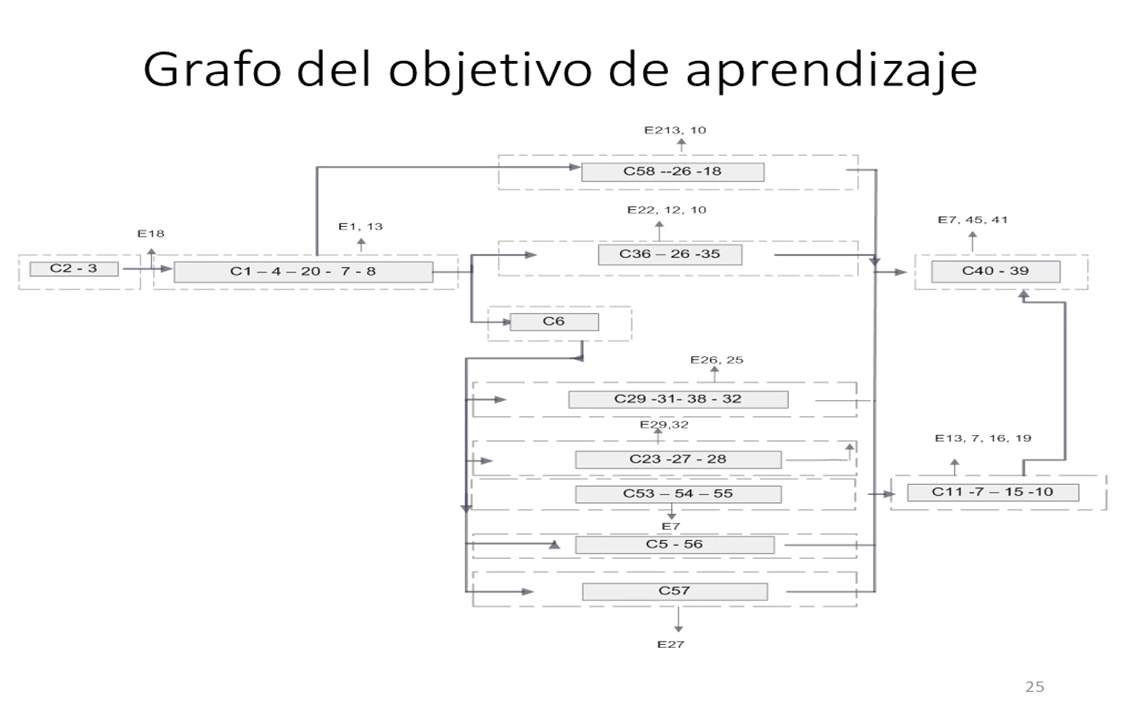 Grafo del objetivo de aprendizaje
E213, 10
C58 --26 -18
E22, 12, 10
E7, 45, 41
E18
E1, 13
C36 – 26 -35
C2 - 3
C1 – 4 – 20 - 7 - 8
C40 - 39
C6
E26, 25
C29 -31- 38 - 32
E29,32
E13, 7, 16, 19
C23 -27 - 28
C53 – 54 – 55
C11 -7 – 15 -10
E7
C5 - 56
C57
E27
25